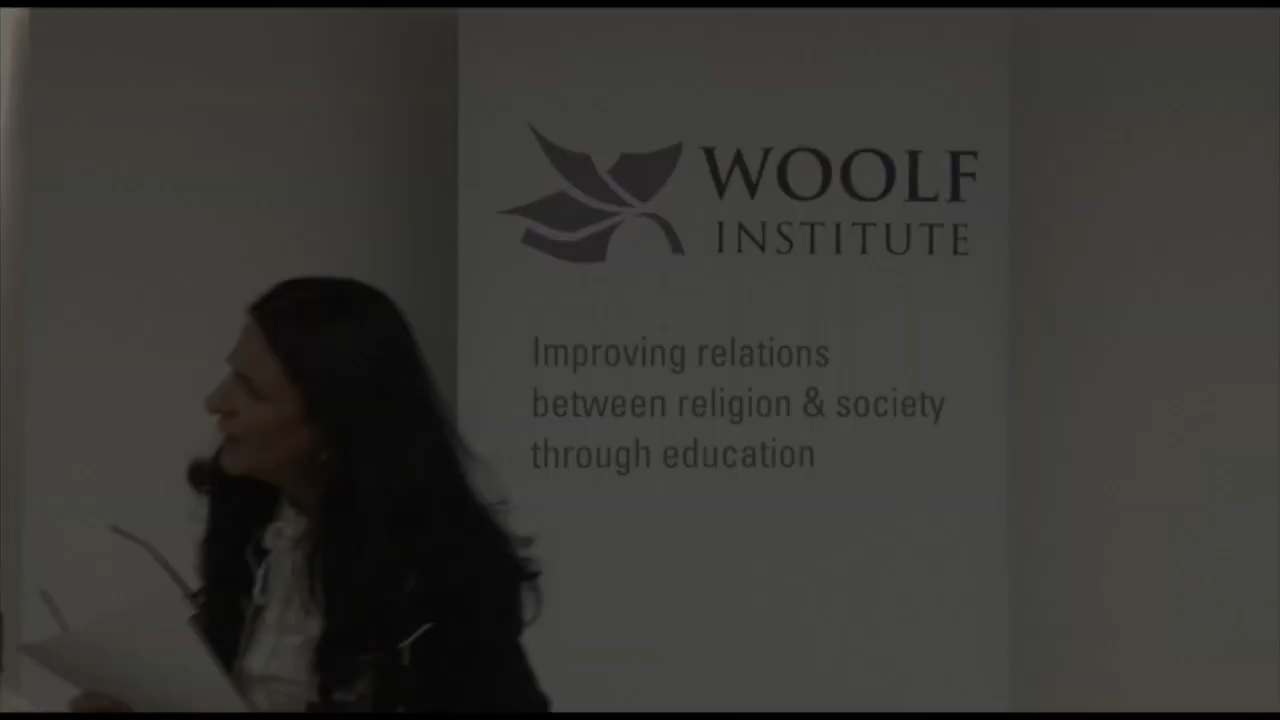 WOOLF
INSTITUTE
Improving relations
between religion & society
through education